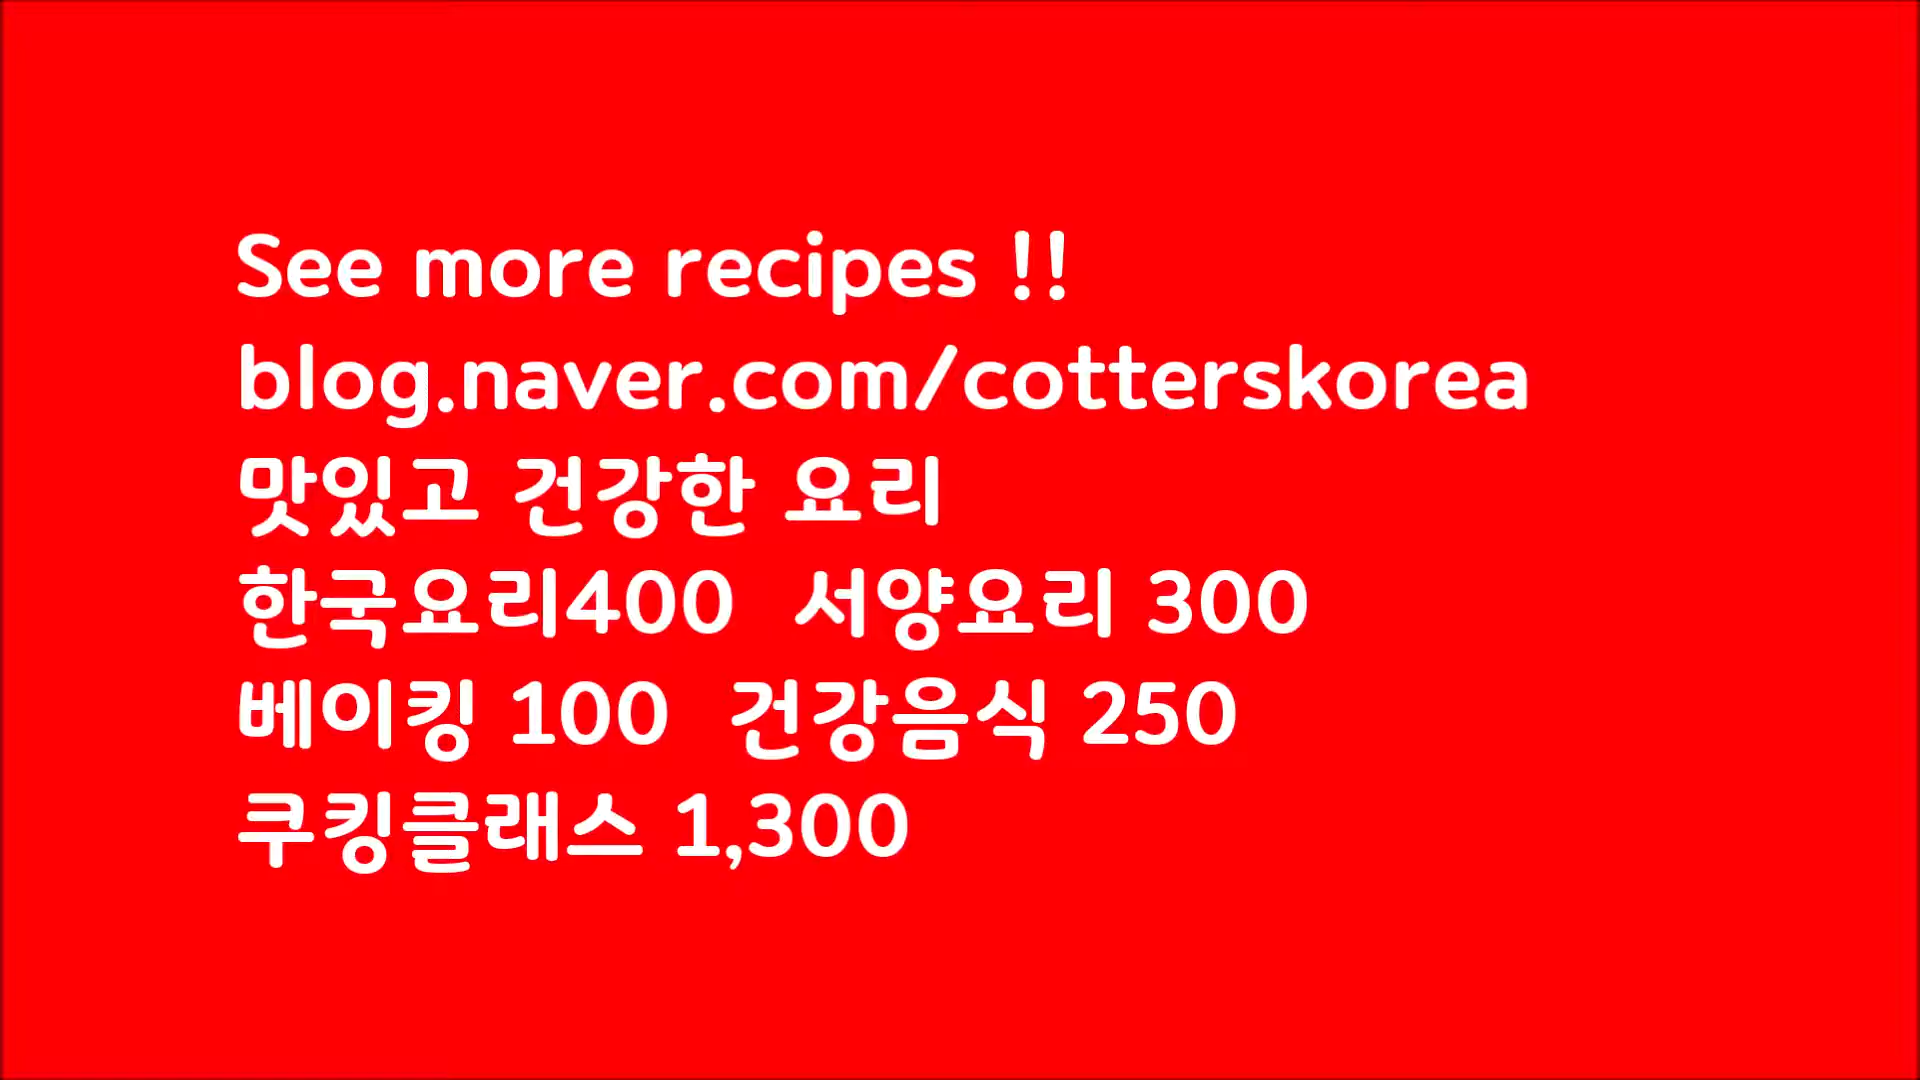 See more recipes !!
blog.naver.com/cotterskorea
맛있고 건강한 요리
한국요리400  서양요리 300
베이킹 100  건강음식 250
쿠킹클래스 1,300